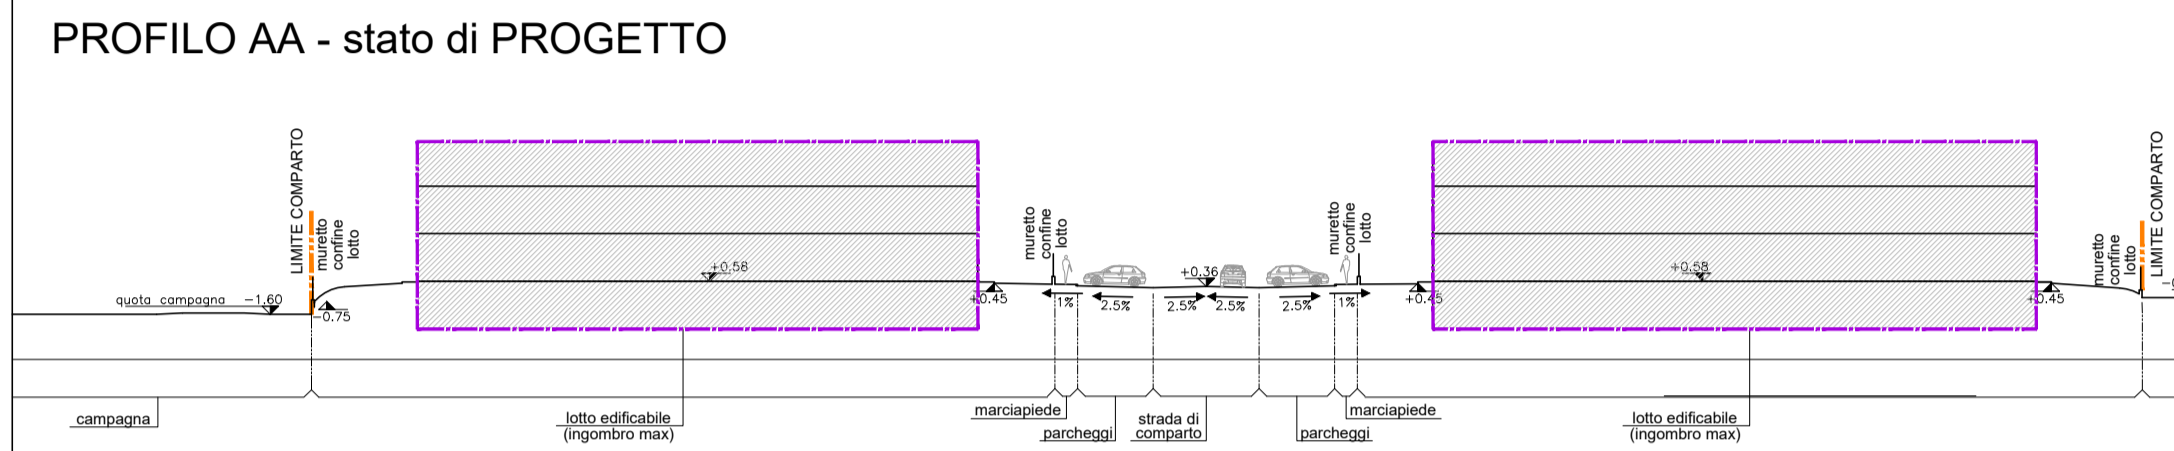 PROFILO AA - stato di PROGETTO
LIMITE COMPARTO
muretto
confine
lotto
quota campagna -1.60
-0.75
+0.58
+0.45
muretto
confine
lotto
+0.36
1%
2.5%
2.5%
2.5%
2.5%
1%
muretto
confine
lotto
+0.45
+0.58
+0.45
muretto
confine
lotto
LIMITE COMPARTO
campagna
lotto edificabile
(ingombro max)
marciapiede
parcheggi
strada di
comparto
parcheggi
marciapiede
lotto edificabile
(ingombro max)